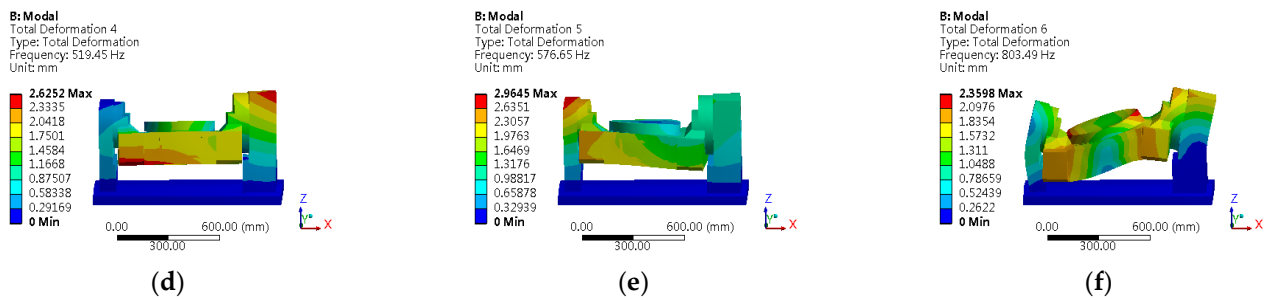 B: Modal
Total Deformation 4
Type: Total Deformation
Frequency: 519.45 Hz
Unit: mm
2.6252 Max
2.3335
2.0418
1.7501
1.4584
1.1668
0.87507
0.58338
0.29169
0 Min
Z
Y
X
0.00
600.00 (mm)
300.00
(d)
B: Modal
Total Deformation 5
Type: Total Deformation
Frequency: 576.65 Hz
Unit: mm
2.9645 Max
2.6351
2.3057
1.9763
1.6469
1.3176
0.98817
0.65878
0.32939
0 Min
Z
Y
X
0.00
600.00 (mm)
300.00
(e)
B: Modal
Total Deformation 6
Type: Total Deformation
Frequency: 803.49 Hz
Unit: mm
2.3598 Max
2.0976
1.8354
1.5732
1.311
1.0488
0.78659
0.52439
0.2622
0 Min
Z
Y
X
0.00
600.00 (mm)
300.00
(f)